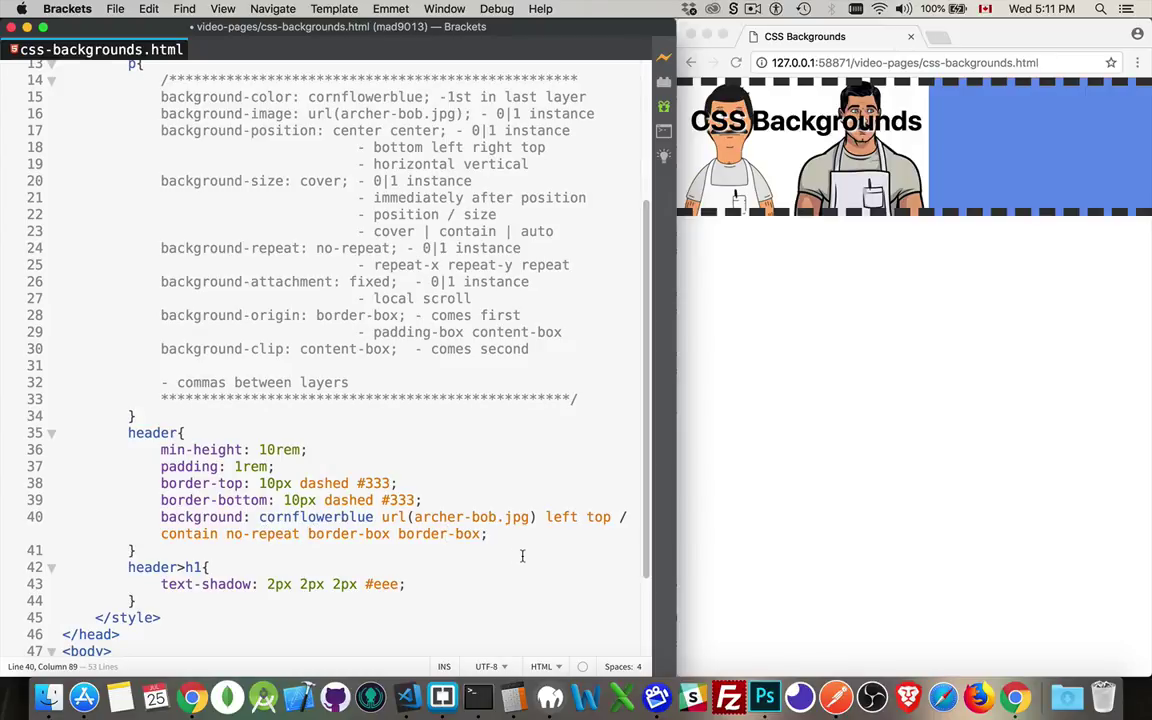 Brackets File Edit Find View Navigate Template Emmet Window Debug Help 100% Wed 5:11 PM
video-pages/css-backgrounds.html (mad9013) — Brackets
css-backgrounds.html
13 p{
14 /**************************************************
15 background-color: cornflowerblue; -1st in last layer
16 background-image: url(archer-bob.jpg); - 0|1 instance
17 background-position: center center; - 0|1 instance
18 - bottom left right top
19 - horizontal vertical
20 background-size: cover; - 0|1 instance
21 - immediately after position
22 - position / size
23 - cover | contain | auto
24 background-repeat: no-repeat; - 0|1 instance
25 - repeat-x repeat-y repeat
26 background-attachment: fixed; - 0|1 instance
27 - local scroll
28 background-origin: border-box; - comes first
29 - padding-box content-box
30 background-clip: content-box; - comes second
31
32 - commas between layers
33 **************************************************/
34 }
35 header{
36 min-height: 10rem;
37 padding: 1rem;
38 border-top: 10px dashed #333;
39 border-bottom: 10px dashed #333;
40 background: cornflowerblue url(archer-bob.jpg) left top /
contain no-repeat border-box border-box;
41 }
42 header>h1{
43 text-shadow: 2px 2px 2px #eee;
44 }
45 </style>
46 </head>
47 <body>
Line 40, Column 89 — 53 Lines INS UTF-8 HTML Spaces: 4
CSS Backgrounds
127.0.0.1:58871/video-pages/css-backgrounds.html
CSS Backgrounds
JUL
25
Ps